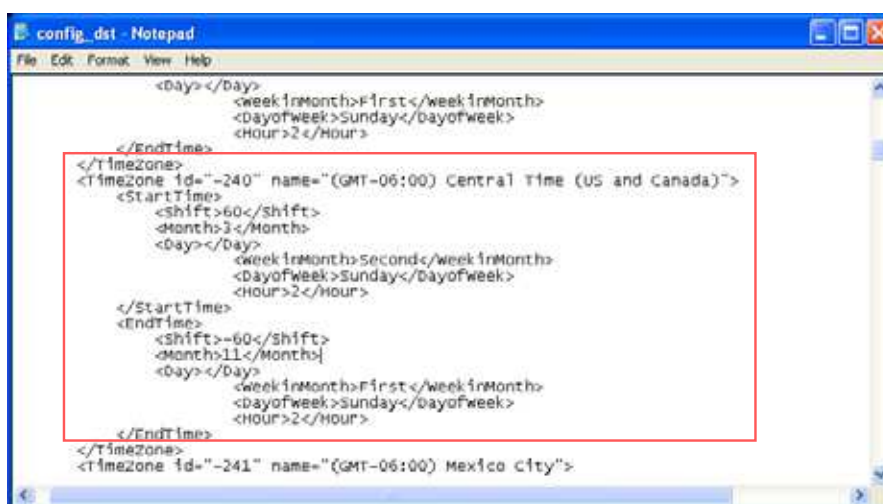 config_dst - Notepad
File Edit Format View Help
<Day></Day>
<WeekinMonth>First</WeekinMonth>
<DayofWeek>Sunday</DayofWeek>
<Hour>2</Hour>
</EndTime>
</TimeZone>
<TimeZone id="-240" name="(GMT-06:00) Central Time (US and Canada)">
<StartTime>
<Shift>60</Shift>
<Month>3</Month>
<Day></Day>
<WeekinMonth>Second</WeekinMonth>
<DayofWeek>Sunday</DayofWeek>
<Hour>2</Hour>
</StartTime>
<EndTime>
<Shift>-60</Shift>
<Month>11</Month>
<Day></Day>
<WeekinMonth>First</WeekinMonth>
<DayofWeek>Sunday</DayofWeek>
<Hour>2</Hour>
</EndTime>
</TimeZone>
<TimeZone id="-241" name="(GMT-06:00) Mexico City">